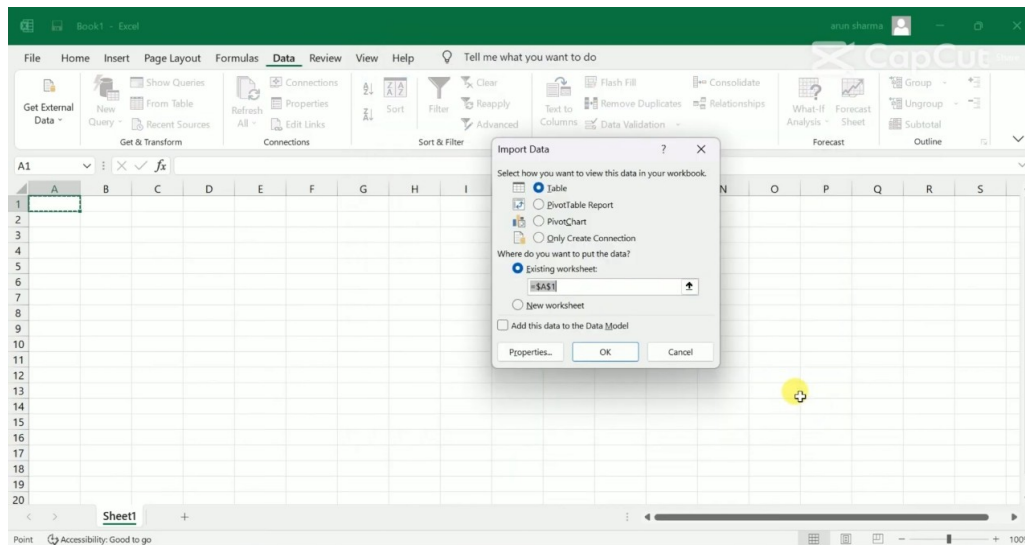 Book1 - Excel
arun sharma
CapCut
File Home Insert Page Layout Formulas Data Review View Help Tell me what you want to do
Get External Data
New Query
Show Queries
From Table
Recent Sources
Get & Transform
Refresh All
Connections
Properties
Edit Links
Connections
Sort
Filter
Clear
Reapply
Advanced
Sort & Filter
Text to Columns
Flash Fill
Remove Duplicates
Data Validation
Consolidate
Relationships
What-If Analysis
Forecast Sheet
Forecast
Group
Ungroup
Subtotal
Outline
A1
fx
A B C D E F G H I N O P Q R S
1
2
3
4
5
6
7
8
9
10
11
12
13
14
15
16
17
18
19
20
Import Data ?
Select how you want to view this data in your workbook.
Table
PivotTable Report
PivotChart
Only Create Connection
Where do you want to put the data?
Existing worksheet:
=$A$1
New worksheet
Add this data to the Data Model
Properties... OK Cancel
Sheet1
Point Accessibility: Good to go